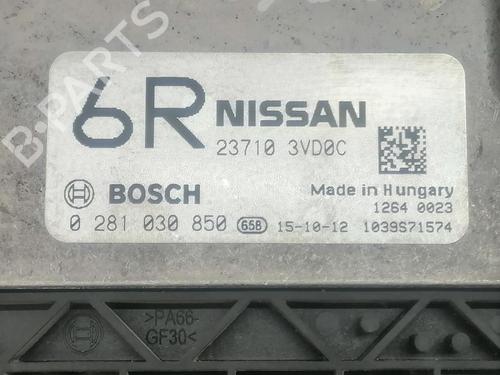 B-PARTS
6R NISSAN
23710 3VD0C
BOSCH
Made in Hungary
1264 0023
0 281 030 850 658 15-10-12 1039S71574
>PA66-
GF30<